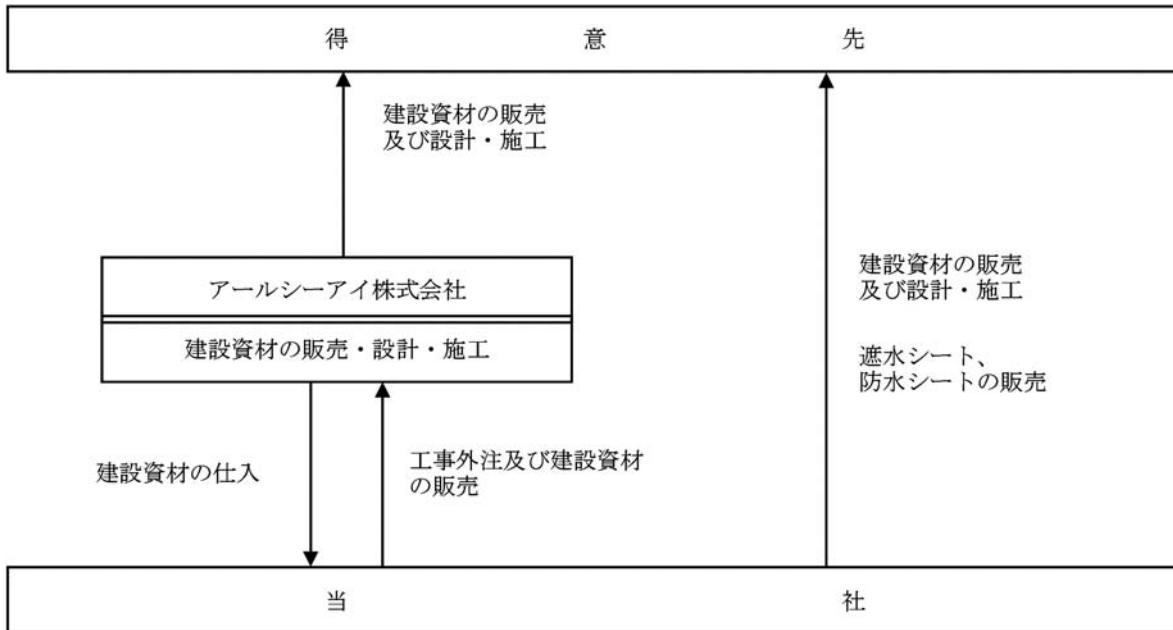 得意先
建設資材の販売
及び設計・施工
アールシーアイ株式会社
建設資材の販売・設計・施工
建設資材の販売
及び設計・施工
遮水シート、
防水シートの販売
建設資材の仕入
工事外注及び建設資材
の販売
当社